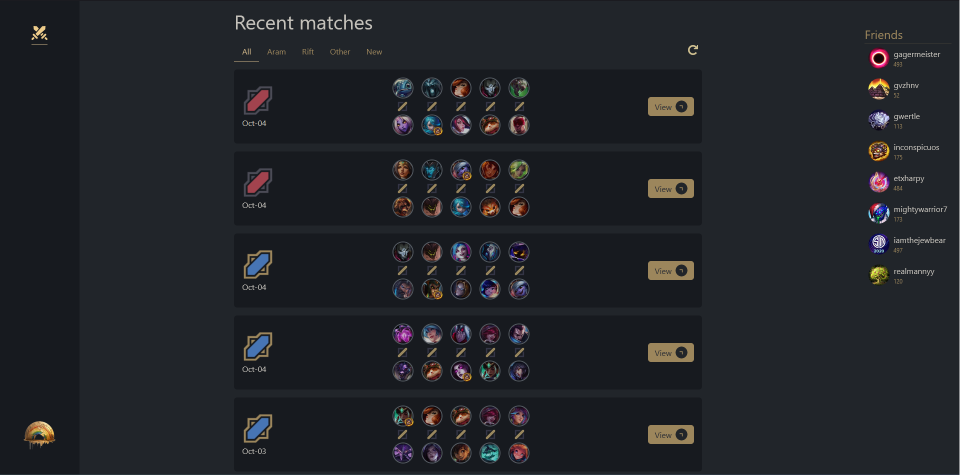 Recent matches
All Aram Rift Other New
Oct-04
View
Oct-04
View
Oct-04
View
Oct-04
View
Oct-03
View
Friends
gagermeister
493
gvzhnv
52
gwertle
113
inconspicuos
175
etxharpy
484
mightywarrior7
173
iamthejewbear
497
realmannyy
120